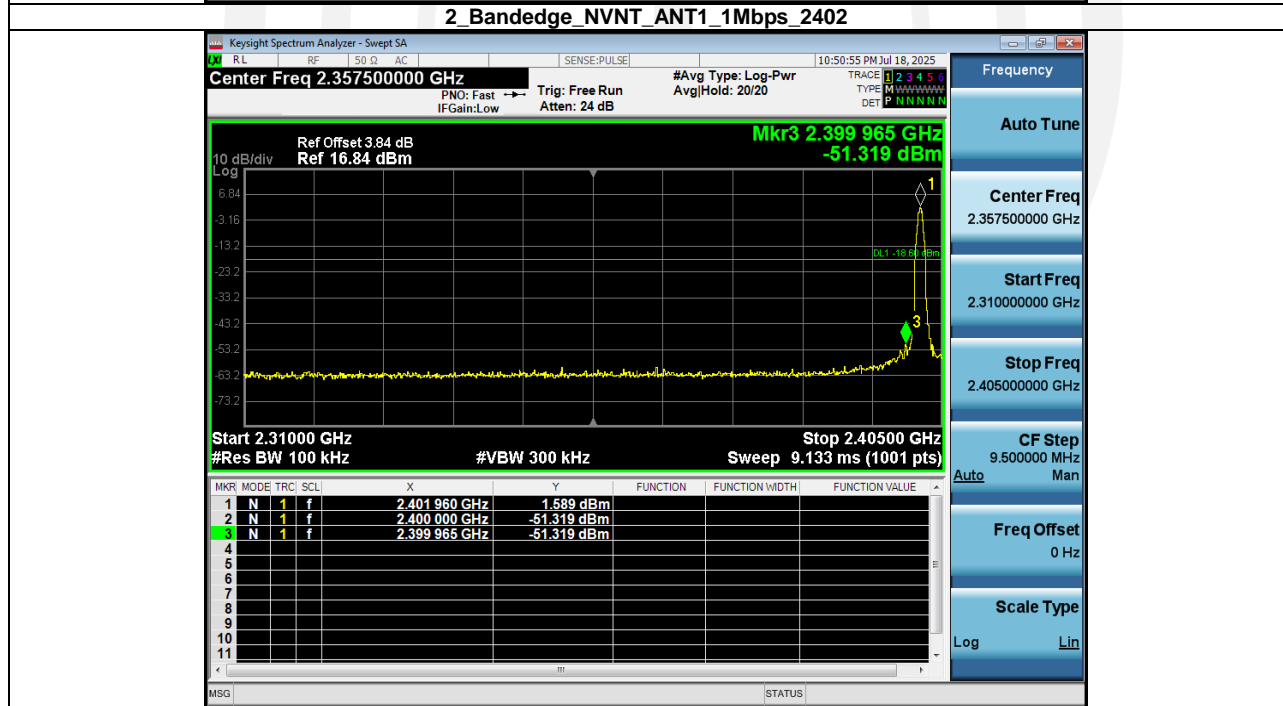 2_Bandedge_NVNT_ANT1_1Mbps_2402
Keysight Spectrum Analyzer - Swept SA
RL RF 50 Ω AC SENSE:PULSE 10:50:55 PM Jul 18, 2025
Center Freq 2.357500000 GHz
PNO: Fast
IFGain:Low
Trig: Free Run
Atten: 24 dB
#Avg Type: Log-Pwr
Avg|Hold: 20/20
TRACE 1 2 3 4 5 6
TYPE M WWWWW
DET P N N N N N
Ref Offset 3.84 dB
Ref 16.84 dBm
10 dB/div
Log
Mkr3 2.399 965 GHz
-51.319 dBm
6.84
-3.16
-13.2
-23.2
-33.2
-43.2
-53.2
-63.2
-73.2
1
DL1 -18.60 dBm
3
Start 2.31000 GHz Stop 2.40500 GHz
#Res BW 100 kHz #VBW 300 kHz Sweep 9.133 ms (1001 pts)
MKR MODE TRC SCL X Y FUNCTION FUNCTION WIDTH FUNCTION VALUE
1 N 1 f 2.401 960 GHz 1.589 dBm
2 N 1 f 2.400 000 GHz -51.319 dBm
3 N 1 f 2.399 965 GHz -51.319 dBm
4
5
6
7
8
9
10
11
MSG STATUS
Frequency
Auto Tune
Center Freq
2.357500000 GHz
Start Freq
2.310000000 GHz
Stop Freq
2.405000000 GHz
CF Step
9.500000 MHz
Auto Man
Freq Offset
0 Hz
Scale Type
Log Lin